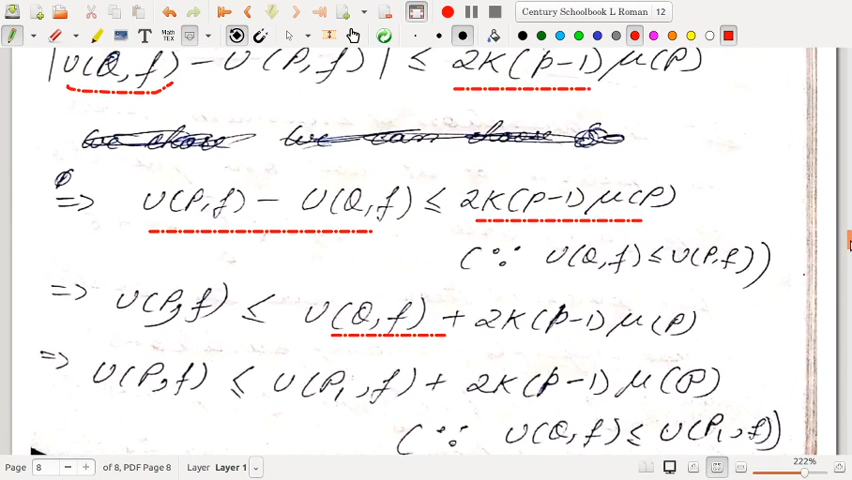 Century Schoolbook L Roman 12
|U(Q,f) - U(P,f)| ≤ 2K(p-1)μ(P)
=> U(P,f) - U(Q,f) ≤ 2K(p-1)μ(P)
(∵ U(Q,f) ≤ U(P,f))
=> U(P,f) ≤ U(Q,f) + 2K(p-1)μ(P)
=> U(P,f) ≤ U(P₁,f) + 2K(p-1)μ(P)
(∵ U(Q,f) ≤ U(P₁,f))
Page 8 of 8, PDF Page 8 Layer Layer 1 222%